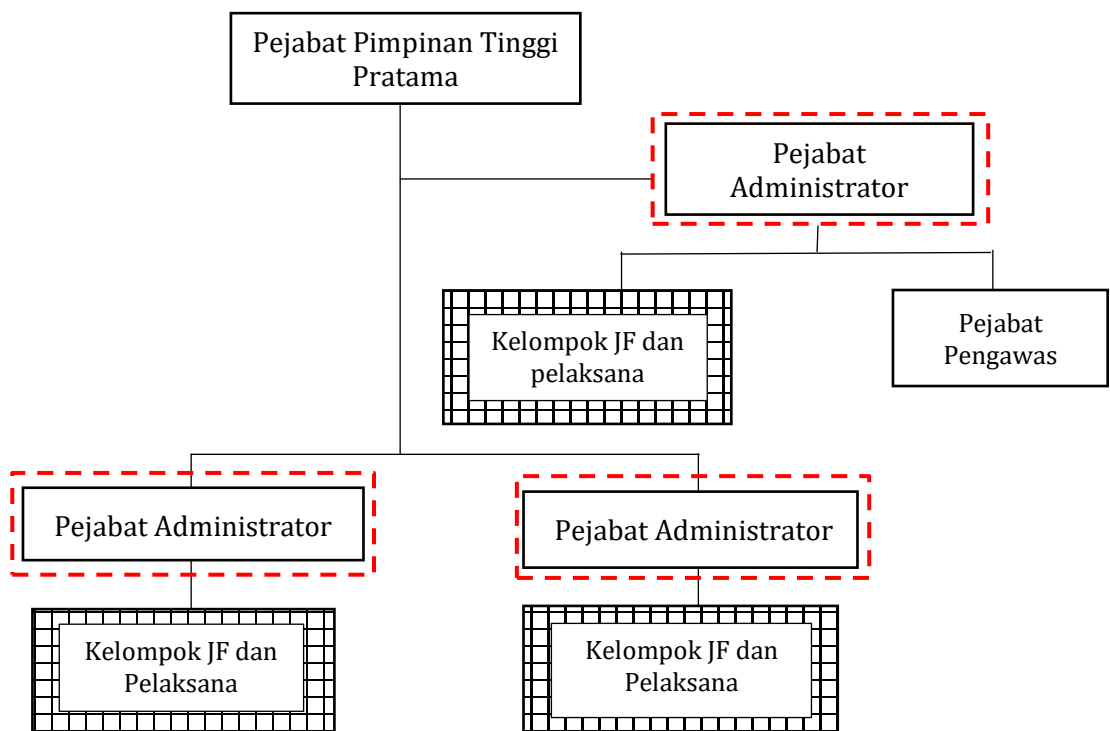 Pejabat Pimpinan Tinggi
Pratama
Pejabat
Administrator
Kelompok JF dan
pelaksana
Pejabat
Pengawas
Pejabat Administrator
Pejabat Administrator
Kelompok JF dan
Pelaksana
Kelompok JF dan
Pelaksana